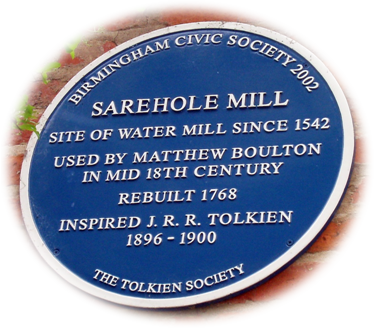 BIRMINGHAM CIVIC SOCIETY 2002
SAREHOLE MILL
SITE OF WATER MILL SINCE 1542
USED BY MATTHEW BOULTON
IN MID 18TH CENTURY
REBUILT 1768
INSPIRED J. R. R. TOLKIEN
1896 - 1900
THE TOLKIEN SOCIETY